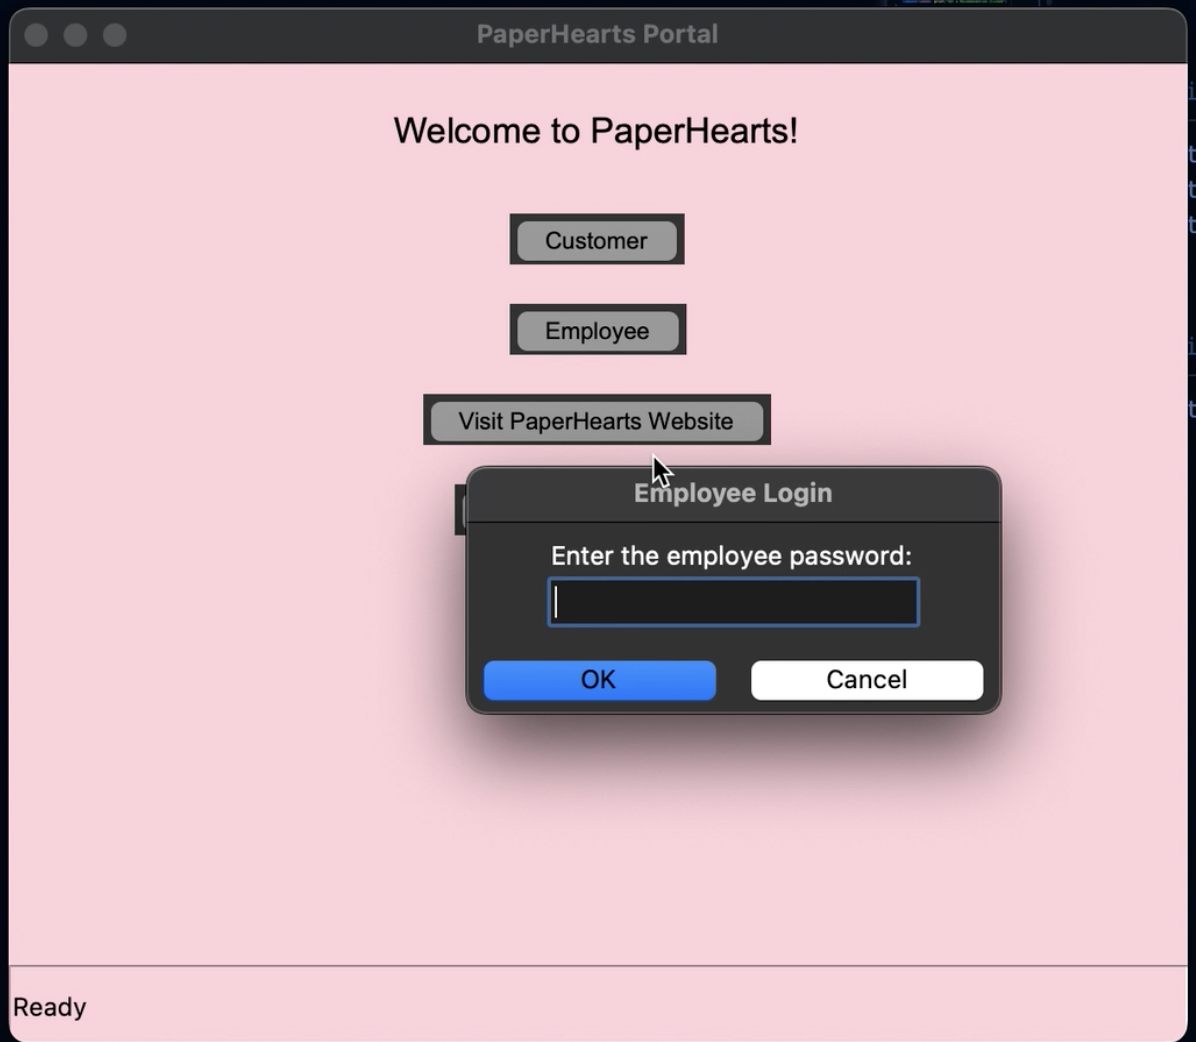 PaperHearts Portal
Welcome to PaperHearts!
Customer
Employee
Visit PaperHearts Website
Employee Login
Enter the employee password:
OK
Cancel
Ready